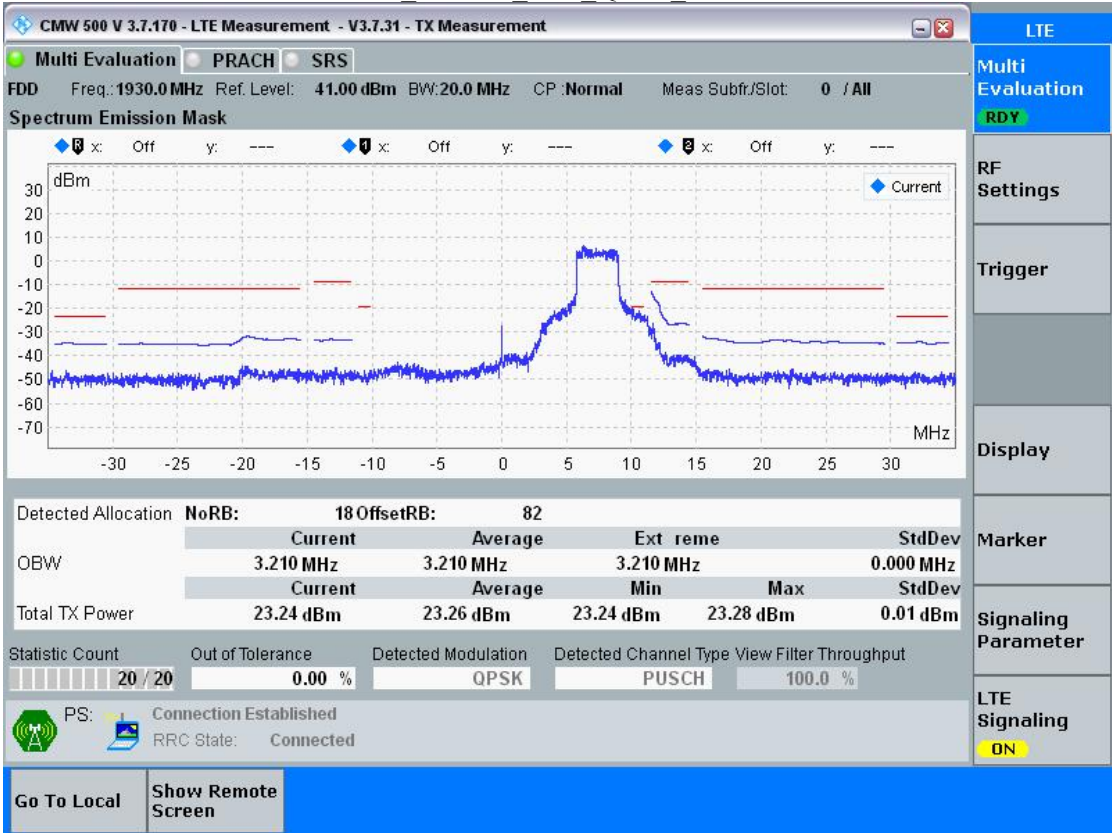 CMW 500 V 3.7.170 - LTE Measurement - V3.7.31 - TX Measurement
LTE
Multi Evaluation PRACH SRS
Multi Evaluation
RDY
FDD Freq.: 1930.0 MHz Ref. Level: 41.00 dBm BW: 20.0 MHz CP :Normal Meas Subfr./Slot: 0 / All
Spectrum Emission Mask
R x: Off y: --- 1 x: Off y: --- 2 x: Off y: ---
dBm
Current
30
20
10
0
-10
-20
-30
-40
-50
-60
-70
MHz
-30 -25 -20 -15 -10 -5 0 5 10 15 20 25 30
RF Settings
Trigger
Display
Marker
Signaling Parameter
LTE Signaling
ON
Detected Allocation NoRB: 18 OffsetRB: 82
Current Average Ext reme StdDev
OBW 3.210 MHz 3.210 MHz 3.210 MHz 0.000 MHz
Current Average Min Max StdDev
Total TX Power 23.24 dBm 23.26 dBm 23.24 dBm 23.28 dBm 0.01 dBm
Statistic Count Out of Tolerance Detected Modulation Detected Channel Type View Filter Throughput
20 / 20 0.00 % QPSK PUSCH 100.0 %
PS: Connection Established
RRC State: Connected
Go To Local Show Remote Screen